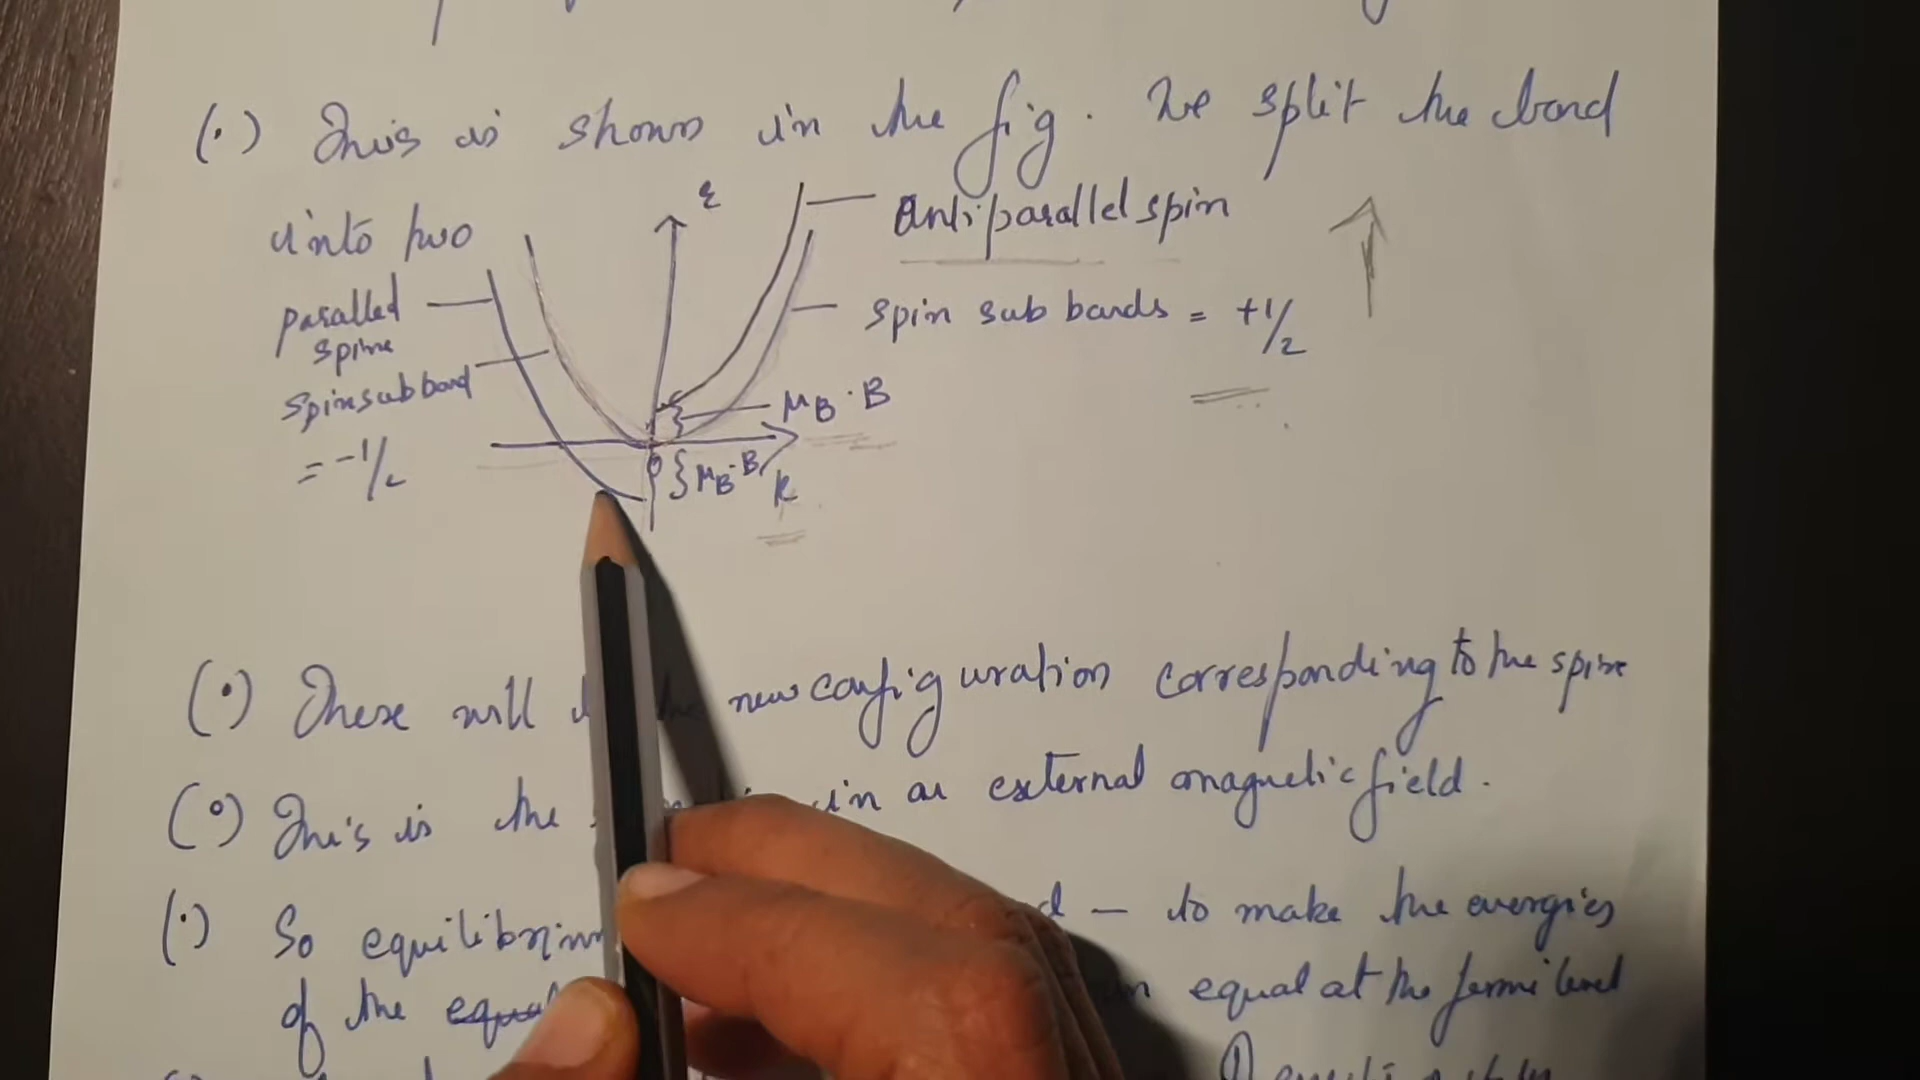 (.) This is shown in the fig. We split the band
into two
ε
Antiparallel spin
parallel
spin
spin sub bands = +1/2
spin sub band
= -1/2
μB · B
0 { μB · B
k
(.) These will the new configuration corresponding to the spin
(.) This is the in an external magnetic field.
(.) So equilibrium – to make the energies
of the equal at the fermi level